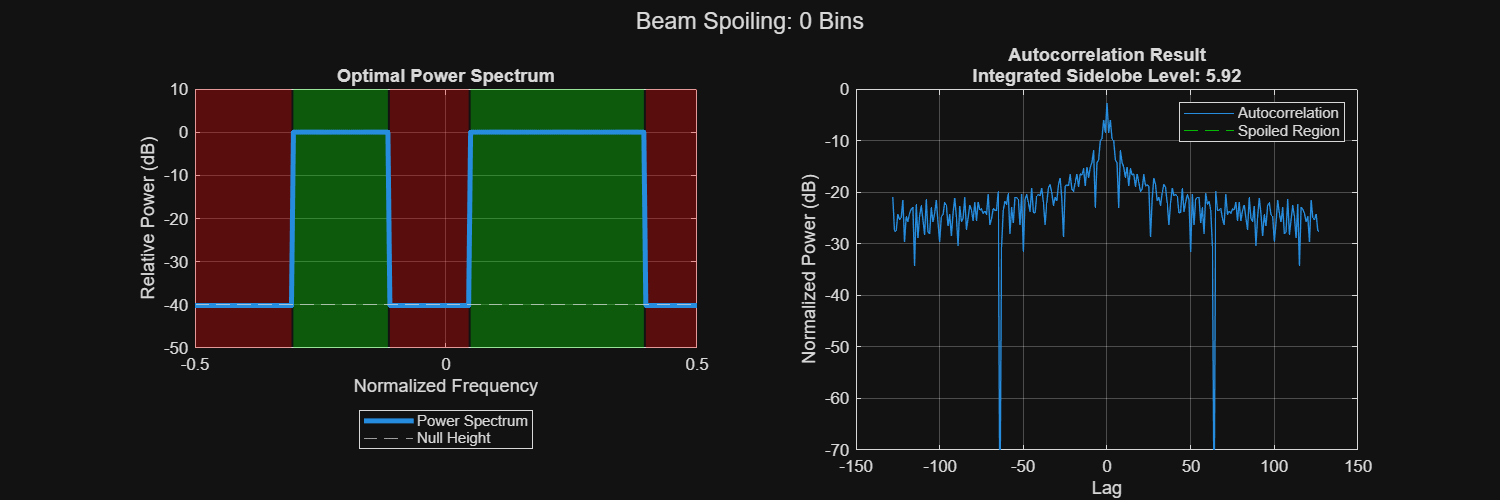 Beam Spoiling: 0 Bins
Optimal Power Spectrum
10
0
-10
-20
-30
-40
-50
Relative Power (dB)
-0.5
0
0.5
Normalized Frequency
Power Spectrum
Null Height
Autocorrelation Result
Integrated Sidelobe Level: 5.92
0
-10
-20
-30
-40
-50
-60
-70
Normalized Power (dB)
Autocorrelation
Spoiled Region
-150
-100
-50
0
50
100
150
Lag